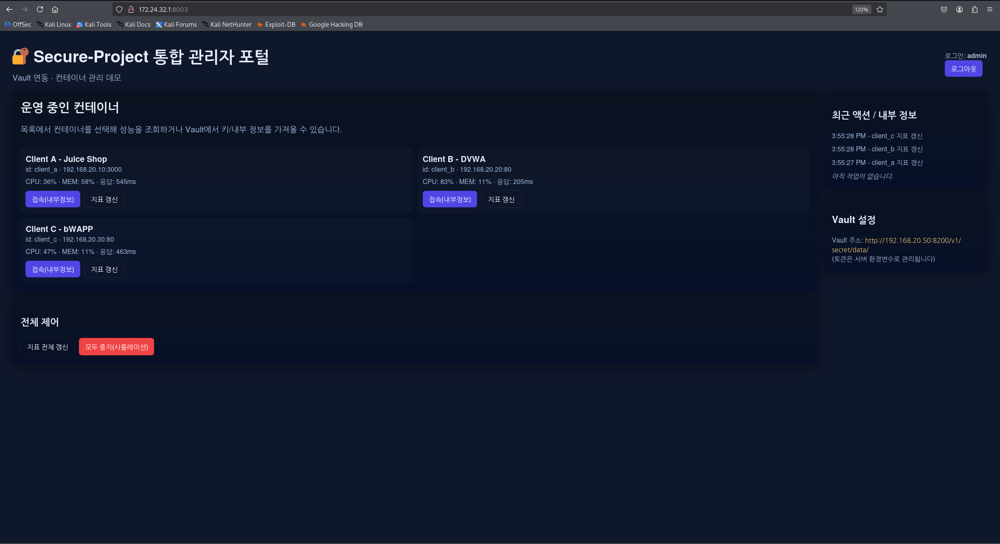 172.24.32.1:8003
120%
OffSec
Kali Linux
Kali Tools
Kali Docs
Kali Forums
Kali NetHunter
Exploit-DB
Google Hacking DB
Secure-Project 통합 관리자 포털
Vault 연동 · 컨테이너 관리 데모
로그인: admin
로그아웃
운영 중인 컨테이너
목록에서 컨테이너를 선택해 성능을 조회하거나 Vault에서 키/내부 정보를 가져올 수 있습니다.
Client A - Juice Shop
id: client_a · 192.168.20.10:3000
CPU: 36% · MEM: 58% · 응답: 545ms
접속(내부정보)
지표 갱신
Client B - DVWA
id: client_b · 192.168.20.20:80
CPU: 83% · MEM: 11% · 응답: 205ms
접속(내부정보)
지표 갱신
Client C - bWAPP
id: client_c · 192.168.20.30:80
CPU: 47% · MEM: 11% · 응답: 463ms
접속(내부정보)
지표 갱신
전체 제어
지표 전체 갱신
모두 중지(시뮬레이션)
최근 액션 / 내부 정보
3:55:28 PM - client_c 지표 갱신
3:55:28 PM - client_b 지표 갱신
3:55:27 PM - client_a 지표 갱신
아직 작업이 없습니다.
Vault 설정
Vault 주소: http://192.168.20.50:8200/v1/
secret/data/
(토큰은 서버 환경변수로 관리됩니다)